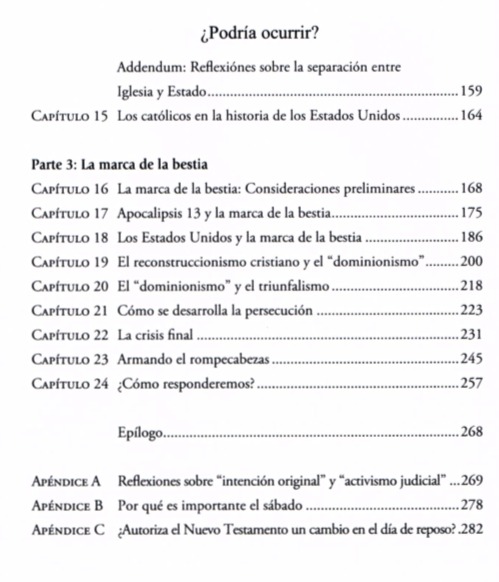 ¿Podría ocurrir?
Addendum: Reflexiónes sobre la separación entre
Iglesia y Estado..............................................................159
CAPÍTULO 15 Los católicos en la historia de los Estados Unidos..............164
Parte 3: La marca de la bestia
CAPÍTULO 16 La marca de la bestia: Consideraciones preliminares..........168
CAPÍTULO 17 Apocalipsis 13 y la marca de la bestia...............................175
CAPÍTULO 18 Los Estados Unidos y la marca de la bestia.......................186
CAPÍTULO 19 El reconstruccionismo cristiano y el “dominionismo”........200
CAPÍTULO 20 El “dominionismo” y el triunfalismo...............................218
CAPÍTULO 21 Cómo se desarrolla la persecución...................................223
CAPÍTULO 22 La crisis final................................................................231
CAPÍTULO 23 Armando el rompecabezas.............................................245
CAPÍTULO 24 ¿Cómo responderemos?.................................................257
Epílogo.........................................................................268
APÉNDICE A Reflexiones sobre “intención original” y “activismo judicial”...269
APÉNDICE B Por qué es importante el sábado.....................................278
APÉNDICE C ¿Autoriza el Nuevo Testamento un cambio en el día de reposo?.282